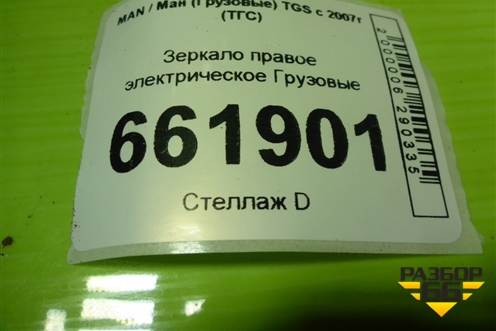 MAN / Ман (Грузовые) TGS с 2007г
(ТГС)
Зеркало правое
электрическое Грузовые
661901
Стеллаж D
2000006290335
РАЗБОР
66